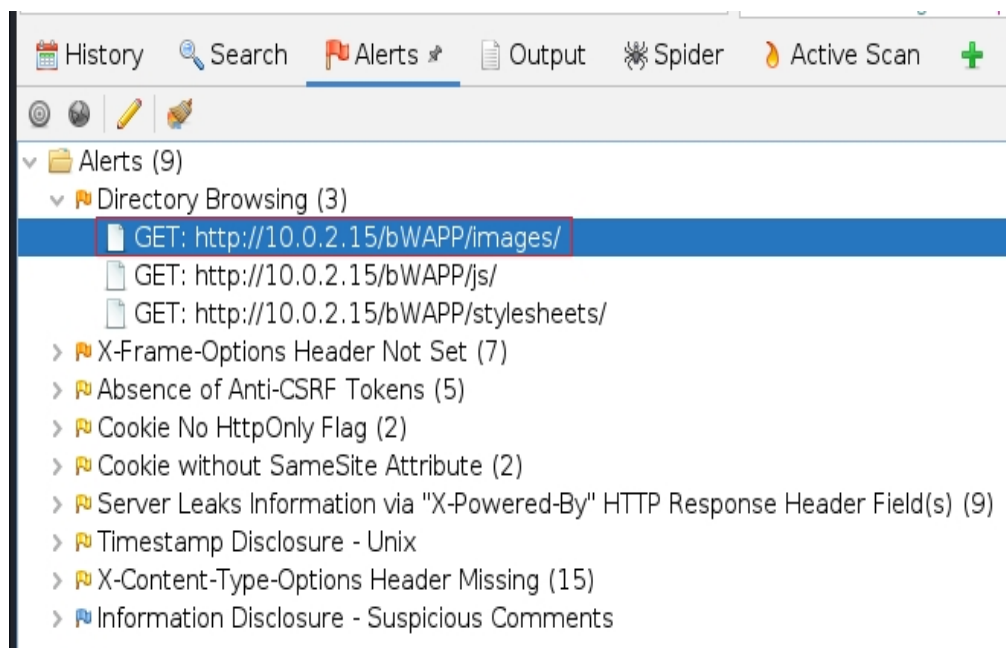 History Search Alerts Output Spider Active Scan
Alerts (9)
Directory Browsing (3)
GET: http://10.0.2.15/bWAPP/images/
GET: http://10.0.2.15/bWAPP/js/
GET: http://10.0.2.15/bWAPP/stylesheets/
X-Frame-Options Header Not Set (7)
Absence of Anti-CSRF Tokens (5)
Cookie No HttpOnly Flag (2)
Cookie without SameSite Attribute (2)
Server Leaks Information via "X-Powered-By" HTTP Response Header Field(s) (9)
Timestamp Disclosure - Unix
X-Content-Type-Options Header Missing (15)
Information Disclosure - Suspicious Comments